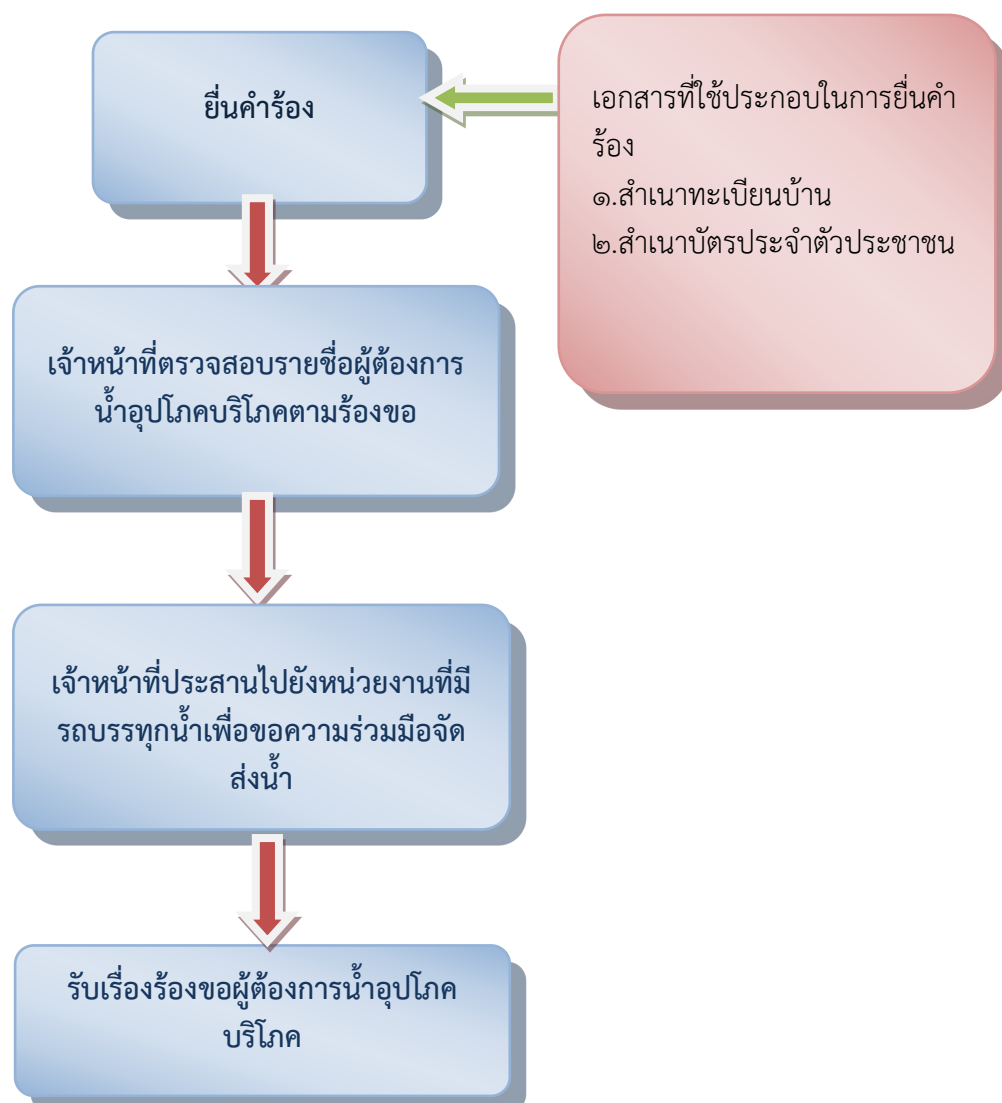 ยื่นคำร้อง
เอกสารที่ใช้ประกอบในการยื่นคำ
ร้อง
๑.สำเนาทะเบียนบ้าน
๒.สำเนาบัตรประจำตัวประชาชน
เจ้าหน้าที่ตรวจสอบรายชื่อผู้ต้องการ
น้ำอุปโภคบริโภคตามร้องขอ
เจ้าหน้าที่ประสานไปยังหน่วยงานที่มี
รถบรรทุกน้ำเพื่อขอความร่วมมือจัด
ส่งน้ำ
รับเรื่องร้องขอผู้ต้องการน้ำอุปโภค
บริโภค